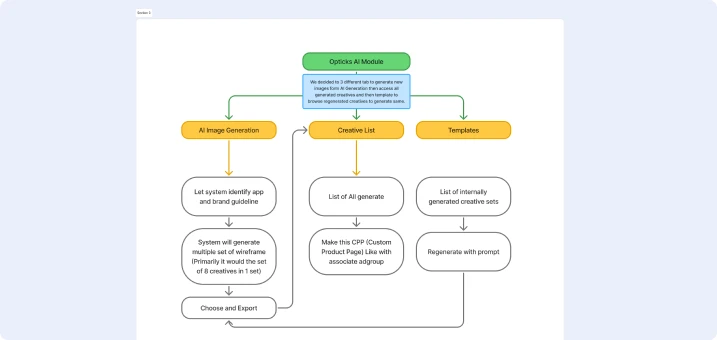 Section 3
Opticks AI Module
We decided to 3 different tab to generate new
images form AI Generation then access all
generated creatives and then template to
browse regenerated creatives to generate same.
AI Image Generation
Creative List
Templates
Let system identify app
and brand guideline
List of All generate
List of internally
generated creative sets
System will generate
multiple set of wireframe
(Primarily it would the set
of 8 creatives in 1 set)
Make this CPP (Custom
Product Page) Like with
associate adgroup
Regenerate with prompt
Choose and Export